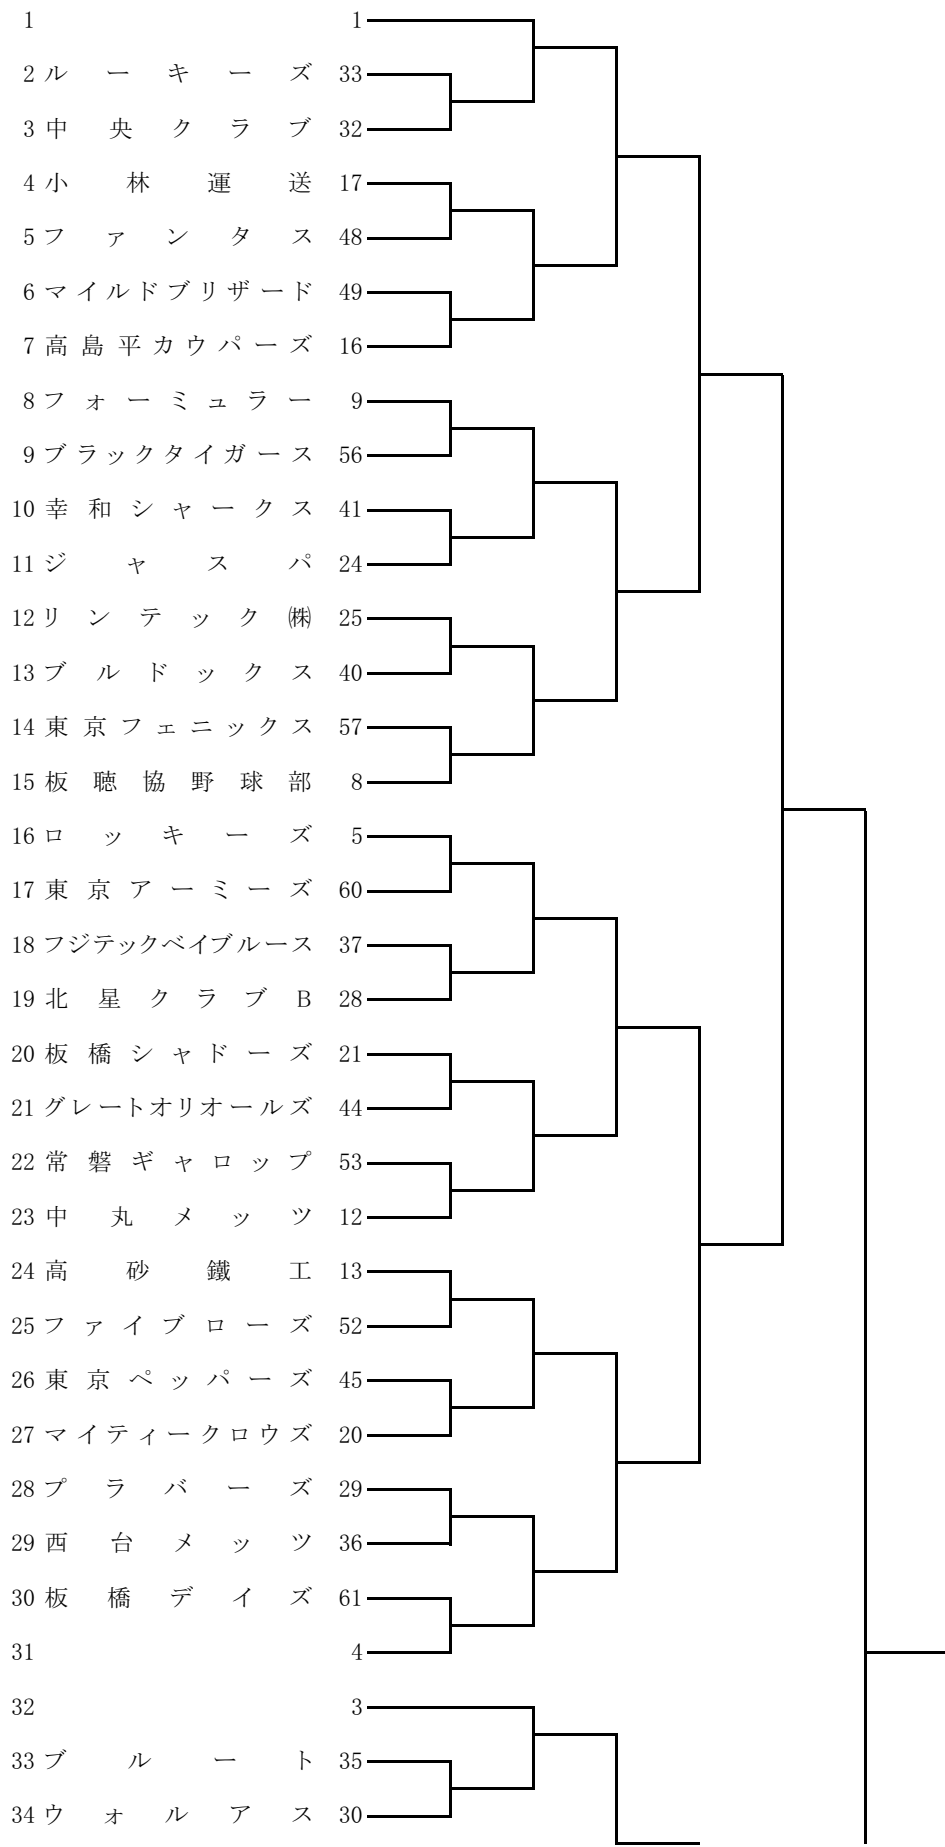 1 1
2 ルーキーズ 33
3 中央クラブ 32
4 小林運送 17
5 ファンタス 48
6 マイルドブリザード 49
7 高島平カウパーズ 16
8 フォーミュラー 9
9 ブラックタイガース 56
10 幸和シャークス 41
11 ジャスパ 24
12 リンテック㈱ 25
13 ブルドックス 40
14 東京フェニックス 57
15 板聴協野球部 8
16 ロッキーズ 5
17 東京アーミーズ 60
18 フジテックベイブルース 37
19 北星クラブB 28
20 板橋シャドーズ 21
21 グレートオリオールズ 44
22 常磐ギャロップ 53
23 中丸メッツ 12
24 高砂鐵工 13
25 ファイブローズ 52
26 東京ペッパーズ 45
27 マイティークロウズ 20
28 プラバーズ 29
29 西台メッツ 36
30 板橋デイズ 61
31 4
32 3
33 ブルート 35
34 ウォルアス 30